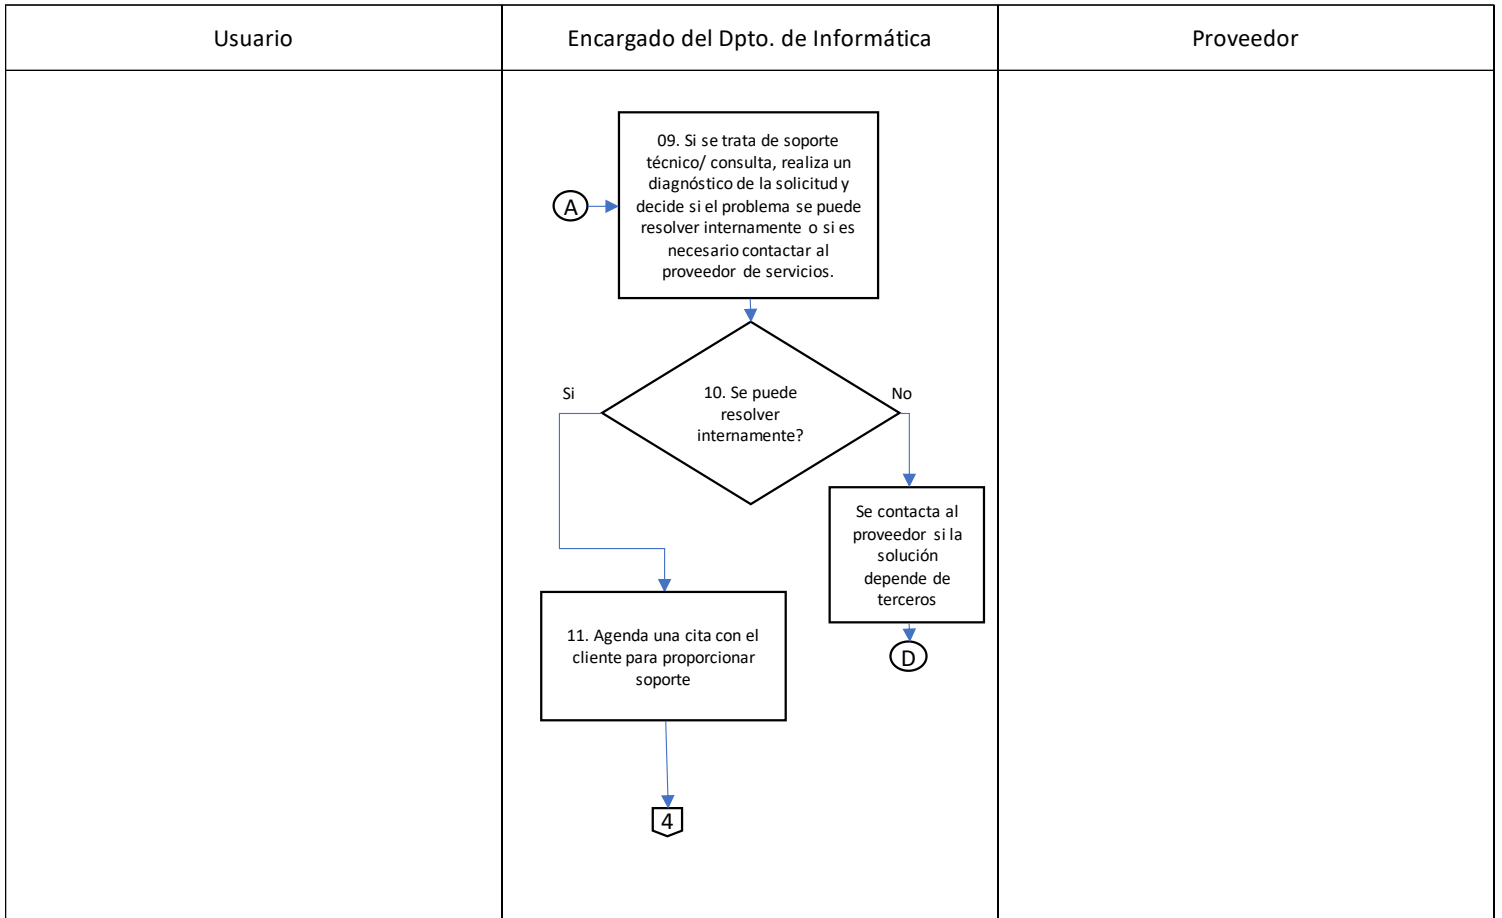 Usuario
Encargado del Dpto. de Informática
Proveedor
09. Si se trata de soporte
técnico/ consulta, realiza un
diagnóstico de la solicitud y
decide si el problema se puede
resolver internamente o si es
necesario contactar al
proveedor de servicios.
A
10. Se puede
resolver
internamente?
Si
No
Se contacta al
proveedor si la
solución
depende de
terceros
D
11. Agenda una cita con el
cliente para proporcionar
soporte
4